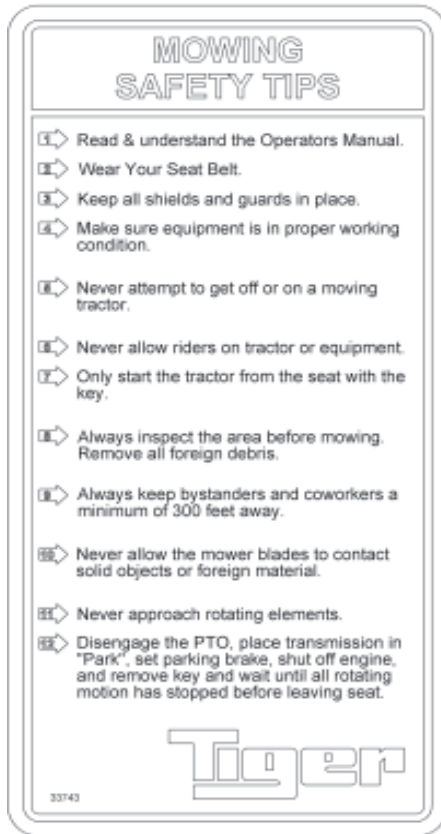 MOWING
SAFETY TIPS
1 Read & understand the Operators Manual.
2 Wear Your Seat Belt.
3 Keep all shields and guards in place.
4 Make sure equipment is in proper working
condition.
5 Never attempt to get off or on a moving
tractor.
6 Never allow riders on tractor or equipment.
7 Only start the tractor from the seat with the
key.
8 Always inspect the area before mowing.
Remove all foreign debris.
9 Always keep bystanders and coworkers a
minimum of 300 feet away.
10 Never allow the mower blades to contact
solid objects or foreign material.
11 Never approach rotating elements.
12 Disengage the PTO, place transmission in
"Park", set parking brake, shut off engine,
and remove key and wait until all rotating
motion has stopped before leaving seat.
Tiger
33743